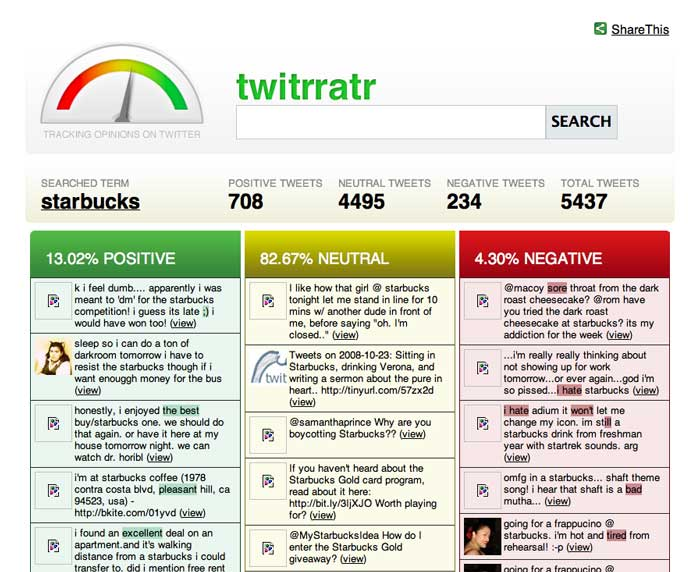 ShareThis
TRACKING OPINIONS ON TWITTER
twitrratr
SEARCH
SEARCHED TERM
starbucks
POSITIVE TWEETS
708
NEUTRAL TWEETS
4495
NEGATIVE TWEETS
234
TOTAL TWEETS
5437
13.02% POSITIVE
k i feel dumb.... apparently i was
meant to 'dm' for the starbucks
competition! i guess its late ;) i
would have won too! (view)
sleep so i can do a ton of
darkroom tomorrow i have to
resist the starbucks though if i
want enouggh money for the bus
(view)
honestly, i enjoyed the best
buy/starbucks one. we should do
that again. or have it here at my
house tomorrow night. we can
watch dr. horibl (view)
i'm at starbucks coffee (1978
contra costa blvd, pleasant hill, ca
94523, usa) -
http://bkite.com/01yvd (view)
i found an excellent deal on an
apartment.and it's walking
distance from a starbucks i could
transfer to. did i mention free rent
82.67% NEUTRAL
I like how that girl @ starbucks
tonight let me stand in line for 10
mins w/ another dude in front of
me, before saying "oh. I'm
closed.." (view)
twit
Tweets on 2008-10-23: Sitting in
Starbucks, drinking Verona, and
writing a sermon about the pure in
heart.. http://tinyurl.com/57zx2d
(view)
@samanthaprince Why are you
boycotting Starbucks?? (view)
If you haven't heard about the
Starbucks Gold card program,
read about it here:
http://bit.ly/3IjXJO Worth playing
for? (view)
@MyStarbucksIdea How do I
enter the Starbucks Gold
giveaway? (view)
4.30% NEGATIVE
@macoy sore throat from the dark
roast cheesecake? @rom have
you tried the dark roast
cheesecake at starbucks? its my
addiction for the week (view)
...i'm really really thinking about
not showing up for work
tomorrow...or ever again...god i'm
so pissed...i hate starbucks (view)
i hate adium it won't let me
change my icon. im still a
starbucks drink from freshman
year with startrek sounds. arg
(view)
omfg in a starbucks... shaft theme
song! i hear that shaft is a bad
mutha... (view)
going for a frappucino @
starbucks. i'm hot and tired from
rehearsal! :-p (view)
going for a frappucino @